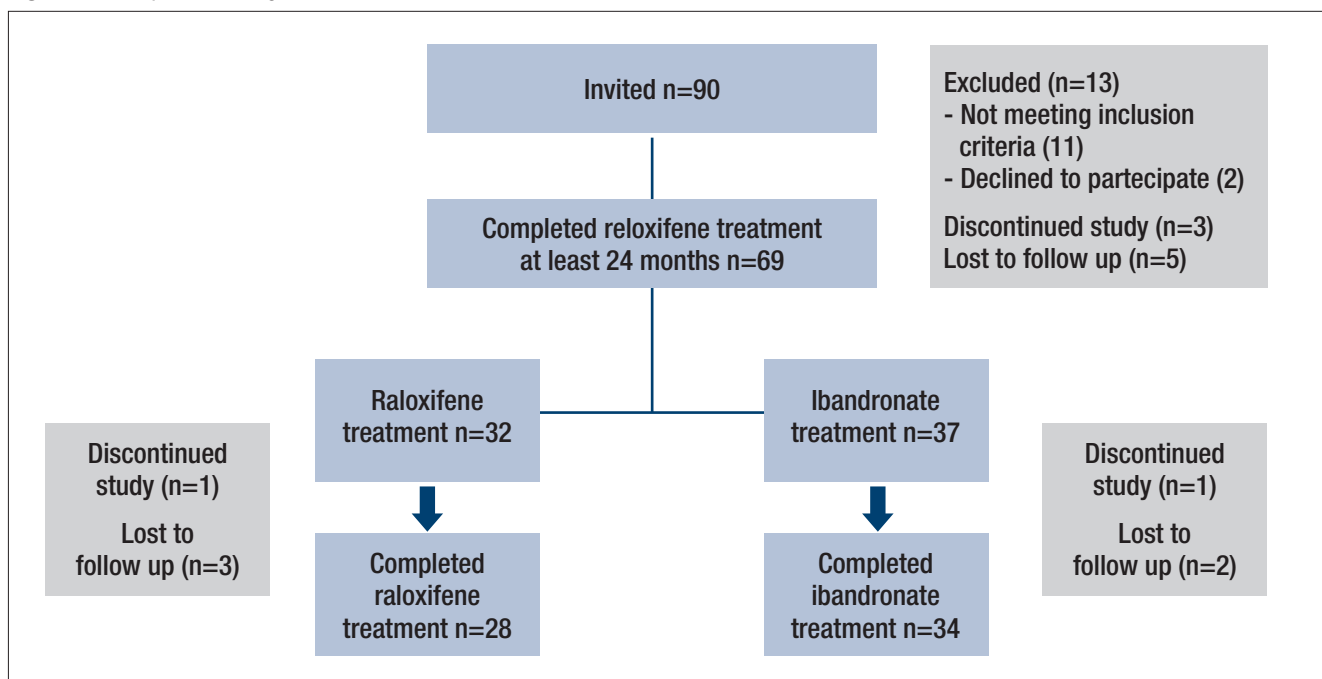 Invited n=90
Excluded (n=13)
- Not meeting inclusion
criteria (11)
- Declined to partecipate (2)
Discontinued study (n=3)
Lost to follow up (n=5)
Completed reloxifene treatment
at least 24 months n=69
Raloxifene
treatment n=32
Ibandronate
treatment n=37
Discontinued
study (n=1)
Lost to
follow up (n=3)
Completed
raloxifene
treatment n=28
Completed
ibandronate
treatment n=34
Discontinued
study (n=1)
Lost to
follow up (n=2)